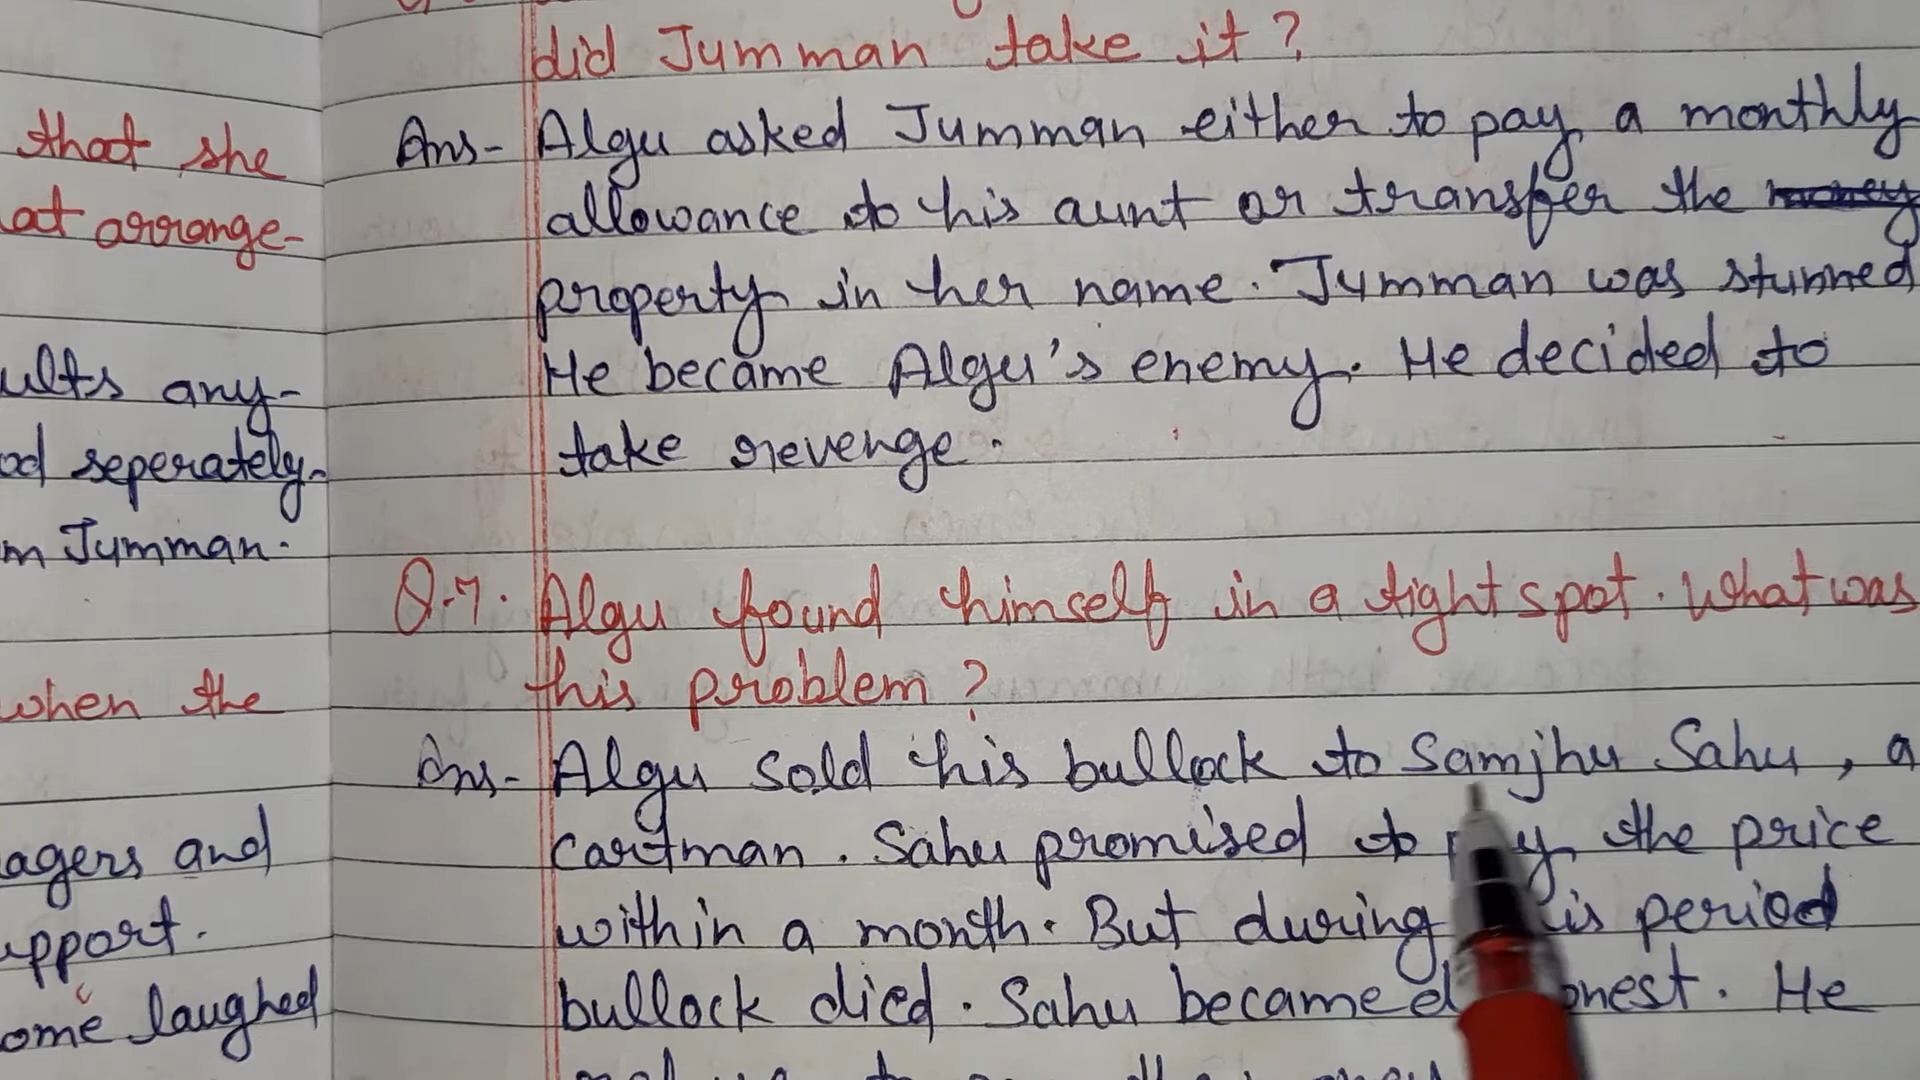 that she
at arrange-
ults any-
od seperately.
m Jumman.
when the
agers and
upport.
ome laughed
did Jumman take it?
Ans- Algu asked Jumman either to pay a monthly
allowance to his aunt or transfer the
property in her name. Jumman was stunned
He became Algu's enemy. He decided to
take revenge.
Q.7. Algu found himself in a tight spot. What was
this problem?
Ans- Algu sold his bullock to Samjhu Sahu, a
cartman. Sahu promised to the price
within a month. But during period
bullock died. Sahu became He